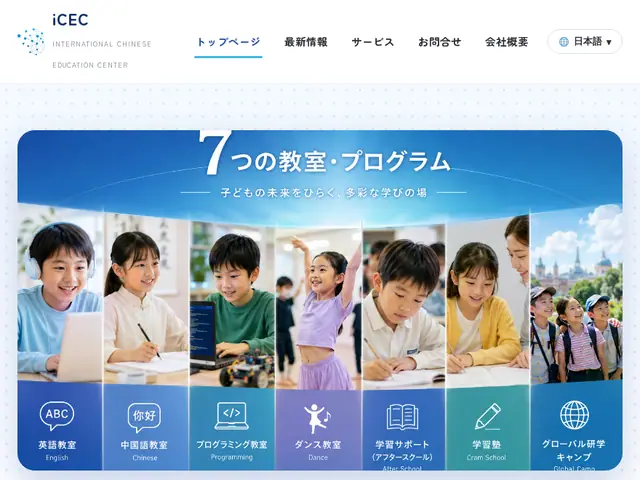 iCEC
INTERNATIONAL CHINESE
EDUCATION CENTER
トップページ
最新情報
サービス
お問合せ
会社概要
日本語 ▾
7つの教室・プログラム
子どもの未来をひらく、多彩な学びの場
ABC
英語教室
English
你好
中国語教室
Chinese
</>
プログラミング教室
Programming
ダンス教室
Dance
学習サポート
(アフタースクール)
After School
学習塾
Cram School
グローバル研学
キャンプ
Global Camp